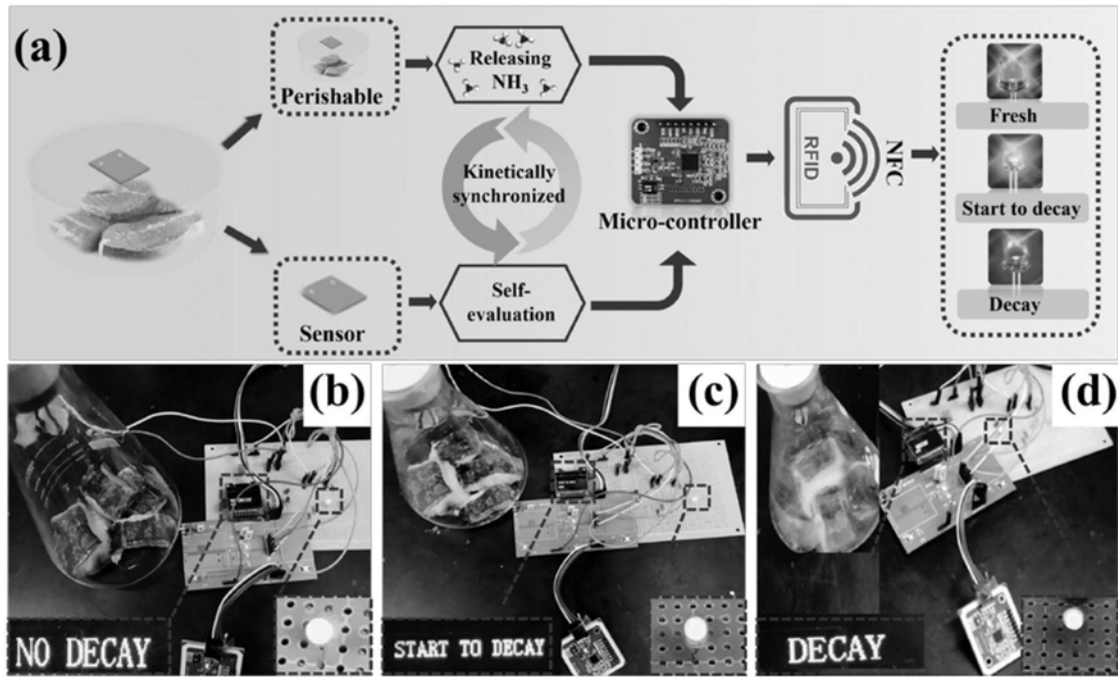 (a)
Perishable
Releasing
NH₃
Kinetically
synchronized
Sensor
Self-
evaluation
Micro-controller
RFID
NFC
Fresh
Start to decay
Decay
(b)
NO DECAY
(c)
START TO DECAY
(d)
DECAY